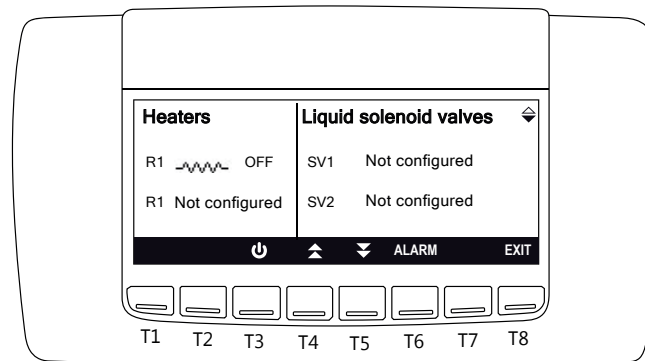 Heaters
R1 OFF
R1 Not configured
Liquid solenoid valves
SV1 Not configured
SV2 Not configured
ALARM EXIT
T1 T2 T3 T4 T5 T6 T7 T8